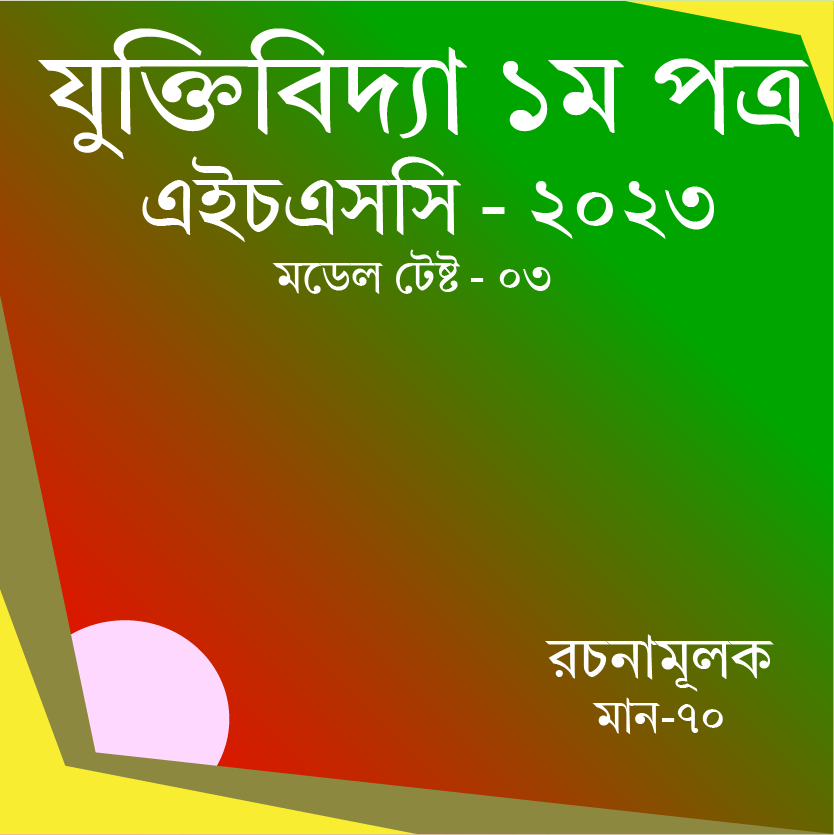 যুক্তিবিদ্যা ১ম পত্র
এইচএসসি - ২০২৩
মডেল টেষ্ট - ০৩
রচনামূলক
মান-৭০